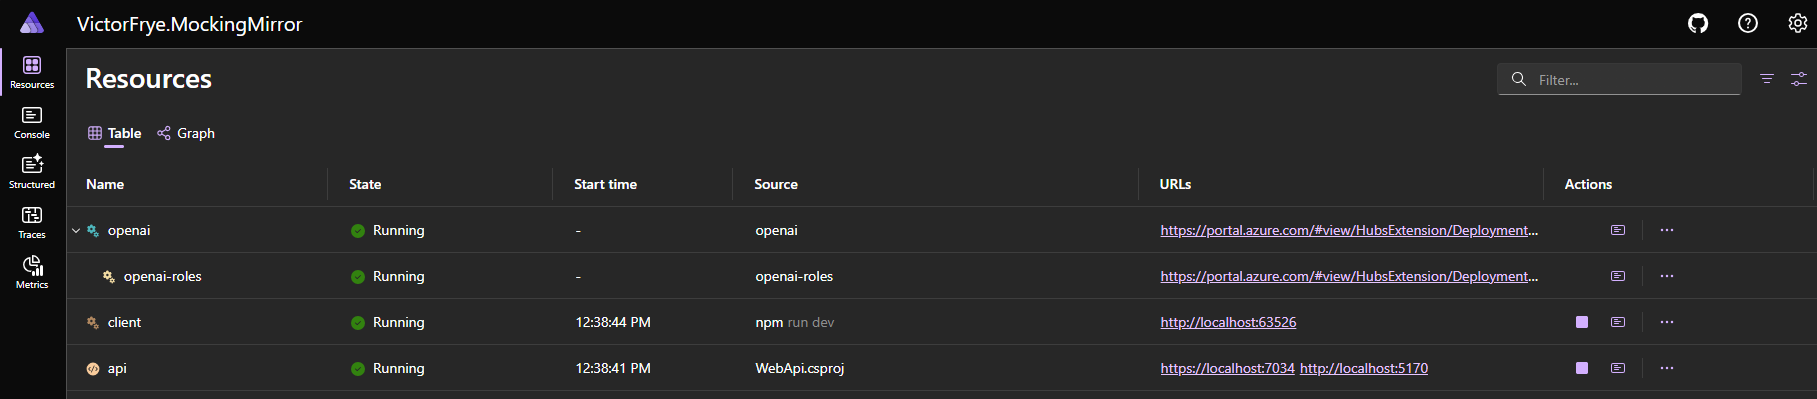 VictorFrye.MockingMirror
Resources
Console
Structured
Traces
Metrics
Resources
Filter...
Table Graph
Name State Start time Source URLs Actions
openai Running - openai https://portal.azure.com/#view/HubsExtension/Deployment...
openai-roles Running - openai-roles https://portal.azure.com/#view/HubsExtension/Deployment...
client Running 12:38:44 PM npm run dev http://localhost:63526
api Running 12:38:41 PM WebApi.csproj https://localhost:7034 http://localhost:5170